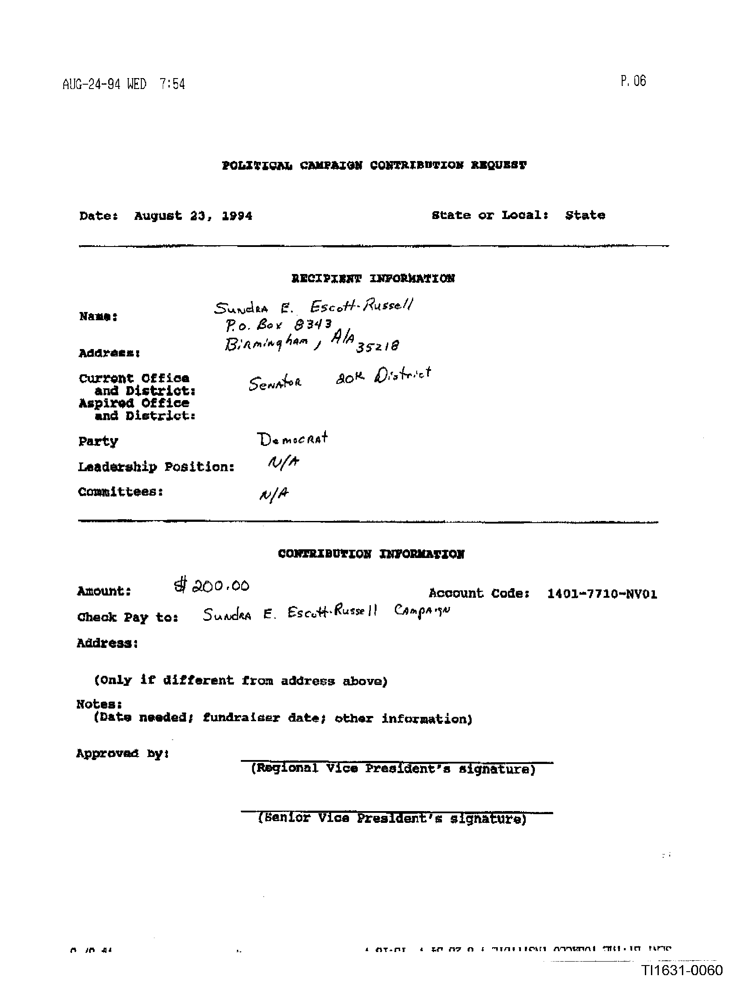 AUG-24-94 WED 7:54 P.06
POLITICAL CAMPAIGN CONTRIBUTION REQUEST
Date: August 23, 1994 State or Local: State
RECIPIENT INFORMATION
Name: Sundra E. Escott-Russell
P.O. Box 8343
Address: Birmingham, Ala 35218
Current Office
and District: Senator 20th District
Aspired Office
and District:
Party Democrat
Leadership Position: N/A
Committees: N/A
CONTRIBUTION INFORMATION
Amount: $200.00 Account Code: 1401-7710-NV01
Check Pay to: Sundra E. Escott-Russell Campaign
Address:
(Only if different from address above)
Notes:
(Date needed; fundraiser date; other information)
Approved by:
(Regional Vice President's signature)
(Senior Vice President's signature)
TI1631-0060